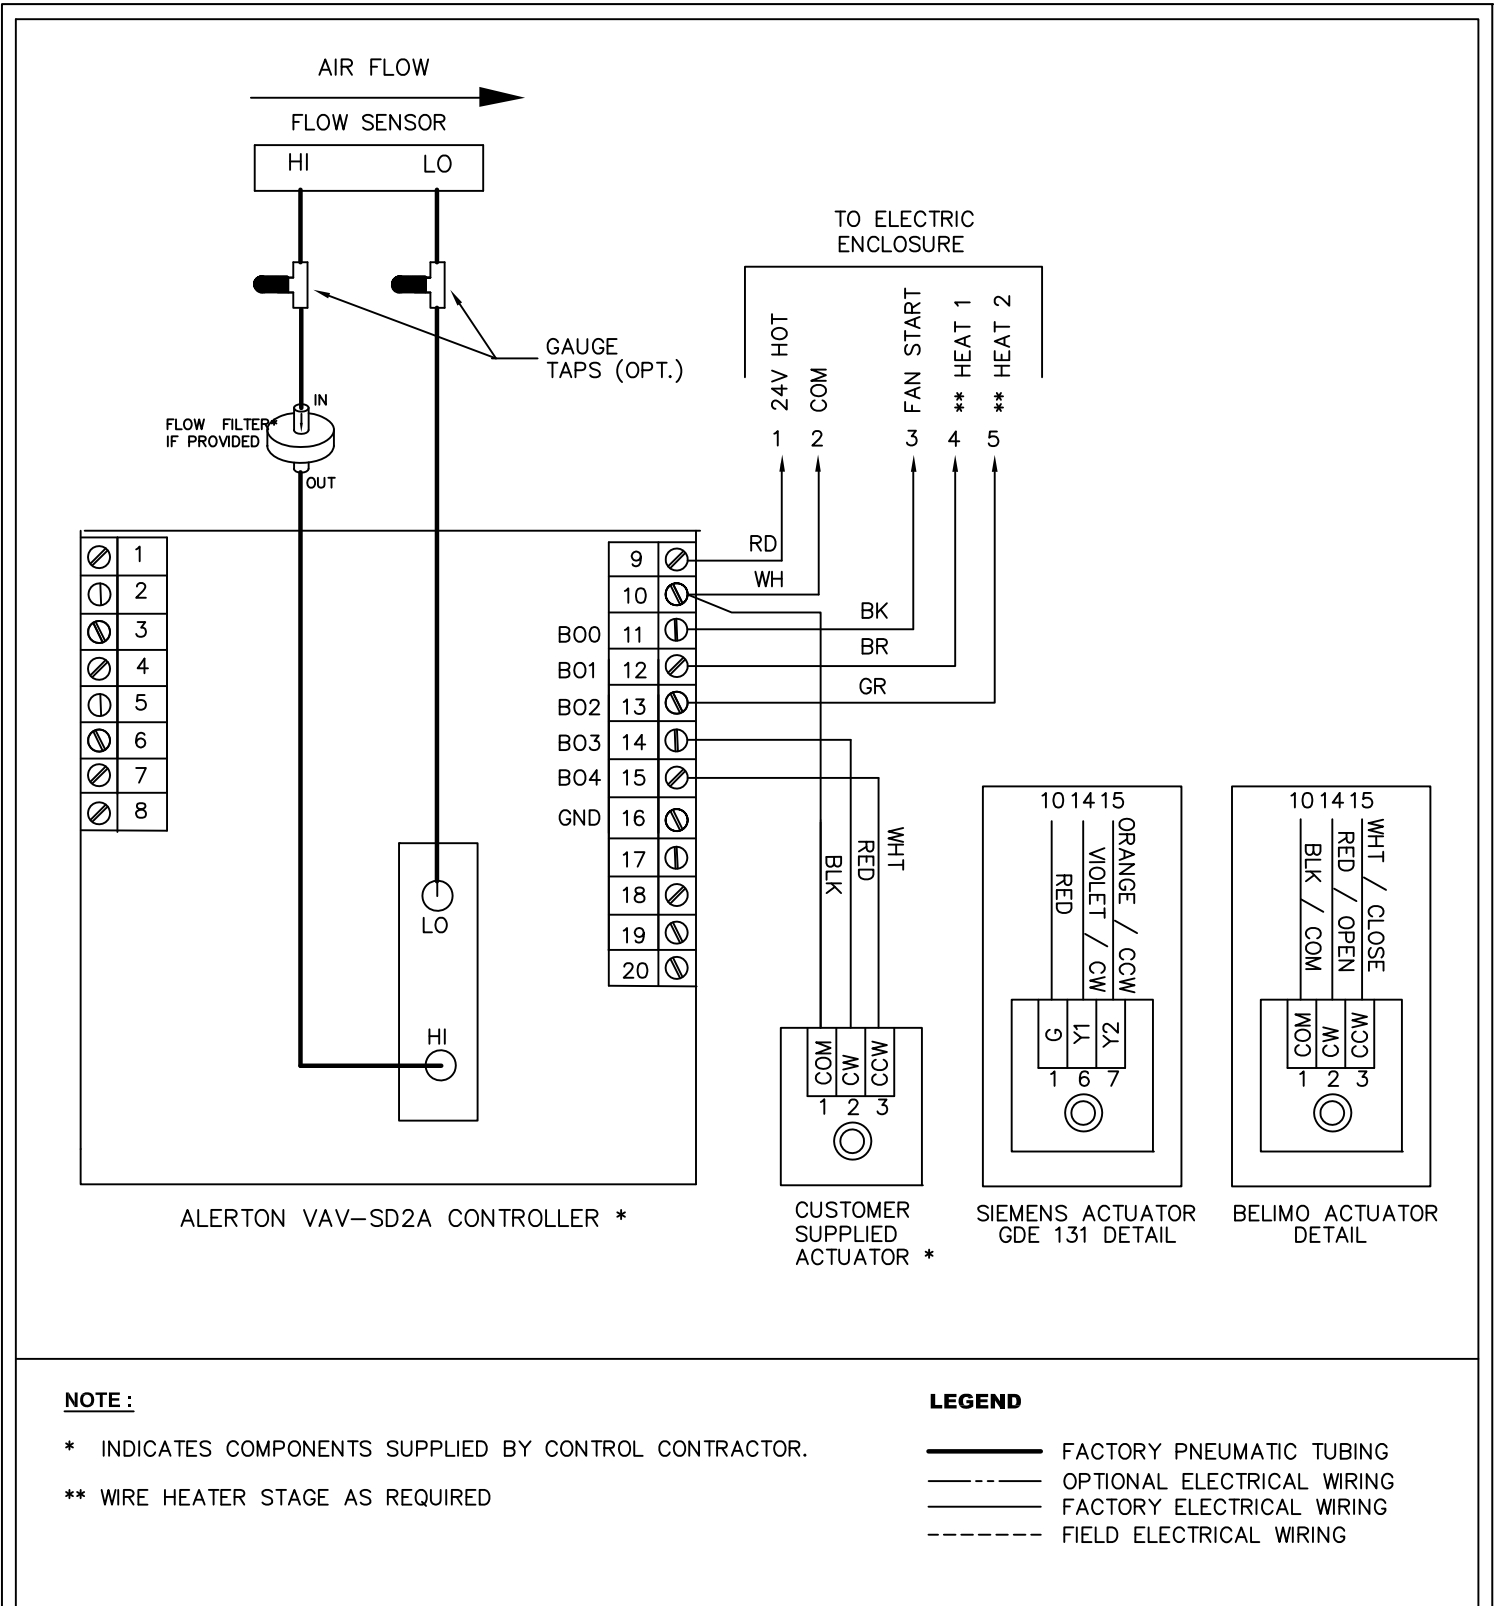 AIR FLOW
FLOW SENSOR
HI
LO
TO ELECTRIC
ENCLOSURE
24V HOT
COM
FAN START
** HEAT 1
** HEAT 2
1
2
3
4
5
GAUGE
TAPS (OPT.)
IN
FLOW FILTER*
IF PROVIDED
OUT
1
2
3
4
5
6
7
8
9
10
BO0 11
BO1 12
BO2 13
BO3 14
BO4 15
GND 16
17
18
19
20
RD
WH
BK
BR
GR
LO
HI
BLK
RED
WHT
COM
CW
CCW
1 2 3
10 14 15
RED
VIOLET / CW
ORANGE / CCW
G
Y1
Y2
1 6 7
10 14 15
BLK / COM
RED / OPEN
WHT / CLOSE
COM
CW
CCW
1 2 3
ALERTON VAV-SD2A CONTROLLER *
CUSTOMER
SUPPLIED
ACTUATOR *
SIEMENS ACTUATOR
GDE 131 DETAIL
BELIMO ACTUATOR
DETAIL
NOTE :
* INDICATES COMPONENTS SUPPLIED BY CONTROL CONTRACTOR.
** WIRE HEATER STAGE AS REQUIRED
LEGEND
FACTORY PNEUMATIC TUBING
OPTIONAL ELECTRICAL WIRING
FACTORY ELECTRICAL WIRING
FIELD ELECTRICAL WIRING